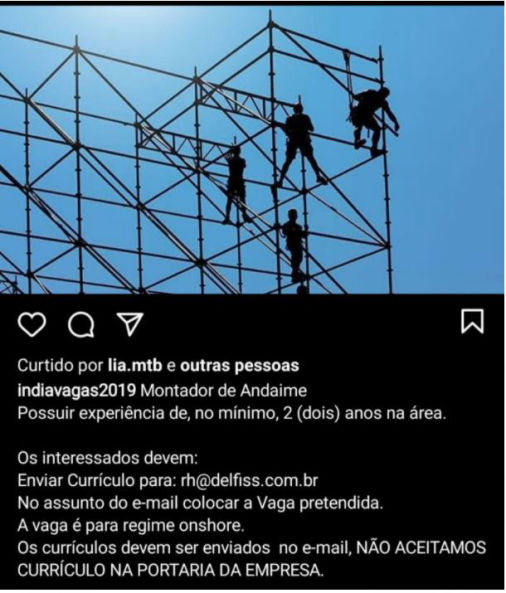 Curtido por lia.mtb e outras pessoas
indiavagas2019 Montador de Andaime
Possuir experiência de, no mínimo, 2 (dois) anos na área.
Os interessados devem:
Enviar Currículo para: rh@delfiss.com.br
No assunto do e-mail colocar a Vaga pretendida.
A vaga é para regime onshore.
Os currículos devem ser enviados  no e-mail, NÃO ACEITAMOS
CURRÍCULO NA PORTARIA DA EMPRESA.